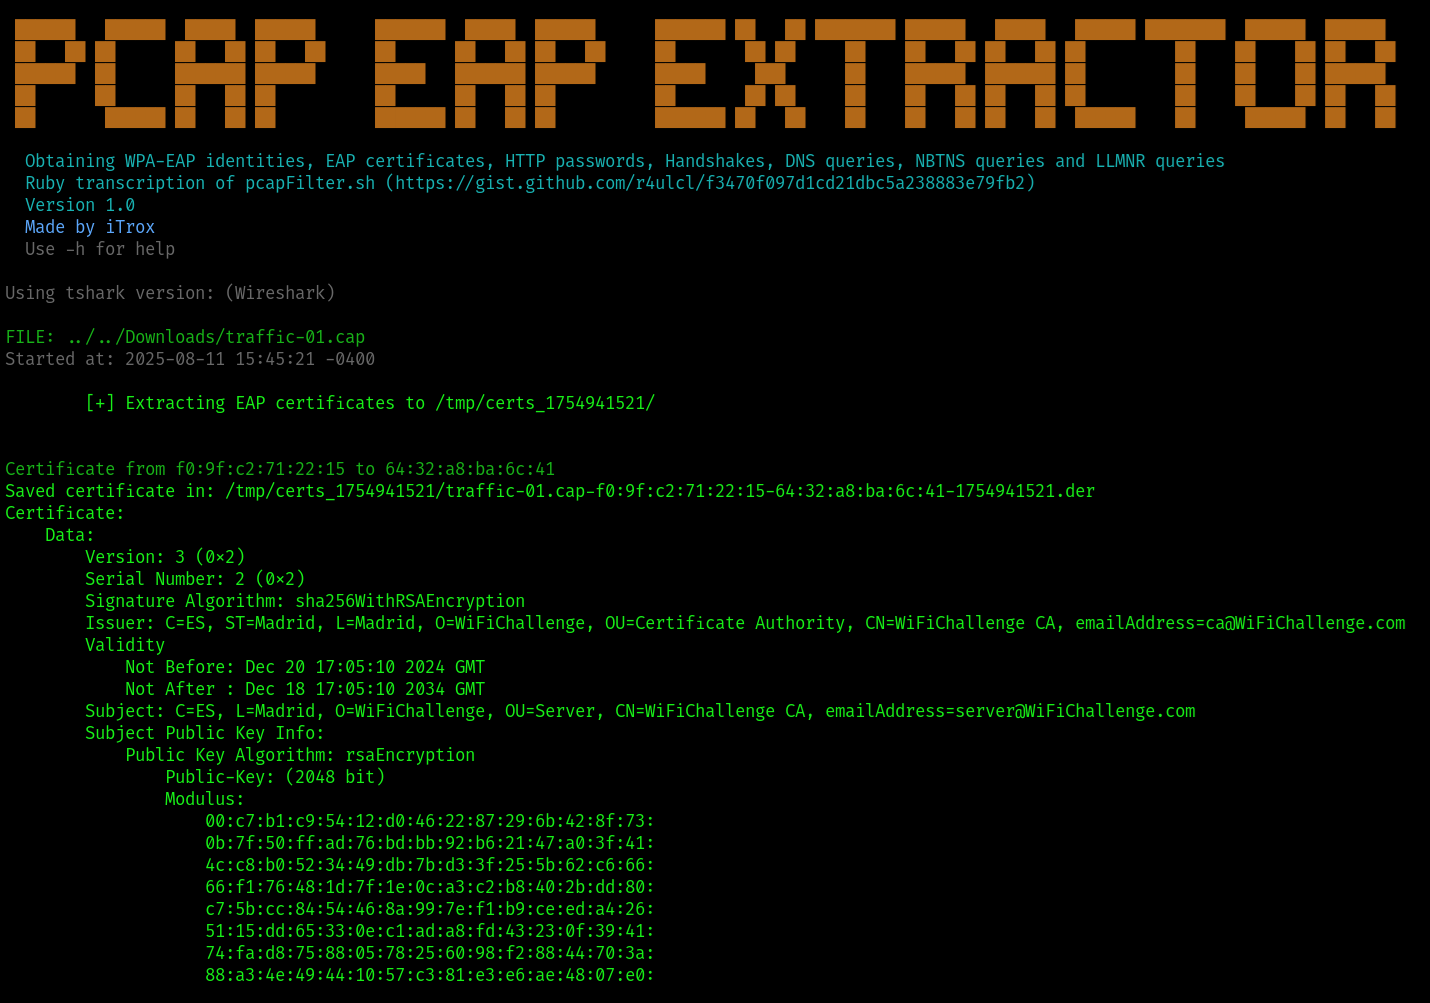 PCAP EAP EXTRACTOR
Obtaining WPA-EAP identities, EAP certificates, HTTP passwords, Handshakes, DNS queries, NBTNS queries and LLMNR queries
Ruby transcription of pcapFilter.sh (https://gist.github.com/r4ulcl/f3470f097d1cd21dbc5a238883e79fb2)
Version 1.0
Made by iTrox
Use -h for help
Using tshark version: (Wireshark)
FILE: ../../Downloads/traffic-01.cap
Started at: 2025-08-11 15:45:21 -0400
[+] Extracting EAP certificates to /tmp/certs_1754941521/
Certificate from f0:9f:c2:71:22:15 to 64:32:a8:ba:6c:41
Saved certificate in: /tmp/certs_1754941521/traffic-01.cap-f0:9f:c2:71:22:15-64:32:a8:ba:6c:41-1754941521.der
Certificate:
Data:
Version: 3 (0x2)
Serial Number: 2 (0x2)
Signature Algorithm: sha256WithRSAEncryption
Issuer: C=ES, ST=Madrid, L=Madrid, O=WiFiChallenge, OU=Certificate Authority, CN=WiFiChallenge CA, emailAddress=ca@WiFiChallenge.com
Validity
Not Before: Dec 20 17:05:10 2024 GMT
Not After : Dec 18 17:05:10 2034 GMT
Subject: C=ES, L=Madrid, O=WiFiChallenge, OU=Server, CN=WiFiChallenge CA, emailAddress=server@WiFiChallenge.com
Subject Public Key Info:
Public Key Algorithm: rsaEncryption
Public-Key: (2048 bit)
Modulus:
00:c7:b1:c9:54:12:d0:46:22:87:29:6b:42:8f:73:
0b:7f:50:ff:ad:76:bd:bb:92:b6:21:47:a0:3f:41:
4c:c8:b0:52:34:49:db:7b:d3:3f:25:5b:62:c6:66:
66:f1:76:48:1d:7f:1e:0c:a3:c2:b8:40:2b:dd:80:
c7:5b:cc:84:54:46:8a:99:7e:f1:b9:ce:ed:a4:26:
51:15:dd:65:33:0e:c1:ad:a8:fd:43:23:0f:39:41:
74:fa:d8:75:88:05:78:25:60:98:f2:88:44:70:3a:
88:a3:4e:49:44:10:57:c3:81:e3:e6:ae:48:07:e0: